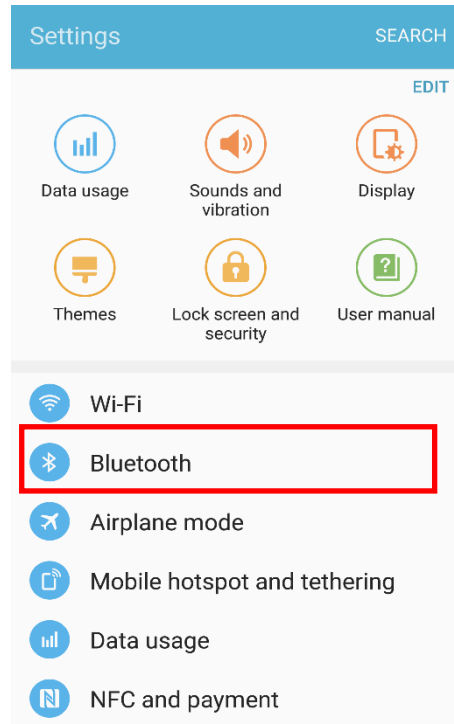 Settings
SEARCH
EDIT
Data usage
Sounds and
vibration
Display
Themes
Lock screen and
security
User manual
Wi-Fi
Bluetooth
Airplane mode
Mobile hotspot and tethering
Data usage
NFC and payment